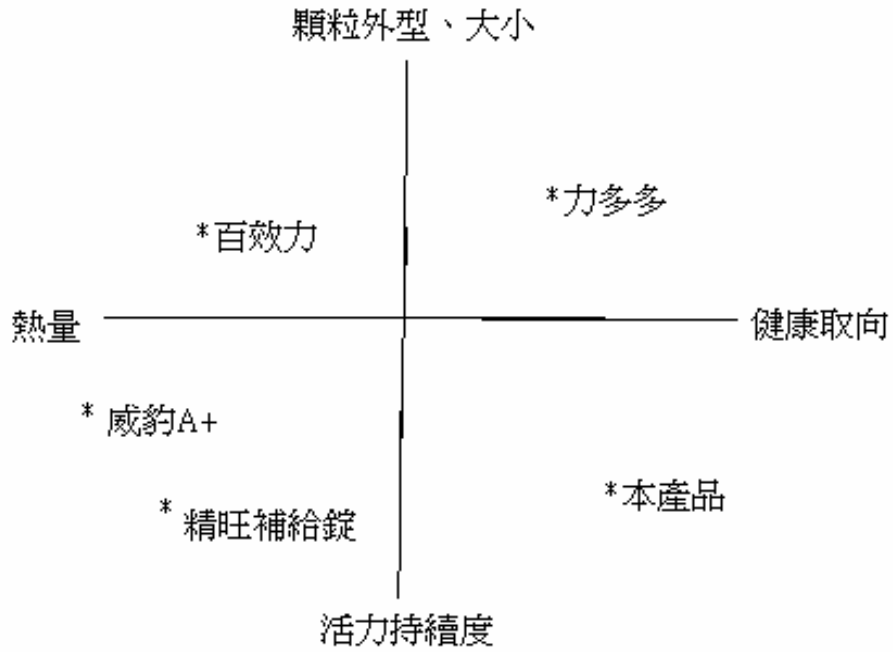 顆粒外型、大小
*力多多
*百效力
熱量
健康取向
* 威豹A+
*本產品
* 精旺補給錠
活力持續度